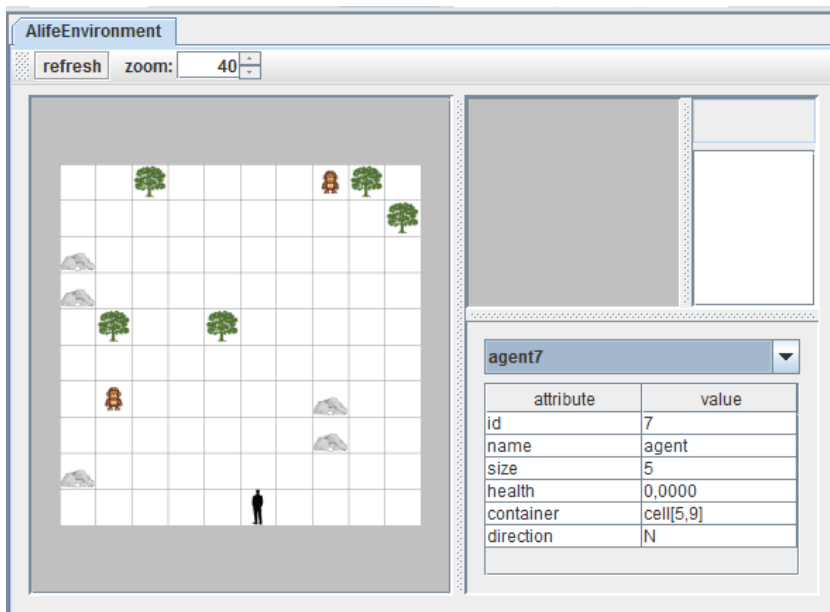 AlifeEnvironment
refresh zoom: 40
agent7
attribute value
id 7
name agent
size 5
health 0,0000
container cell[5,9]
direction N